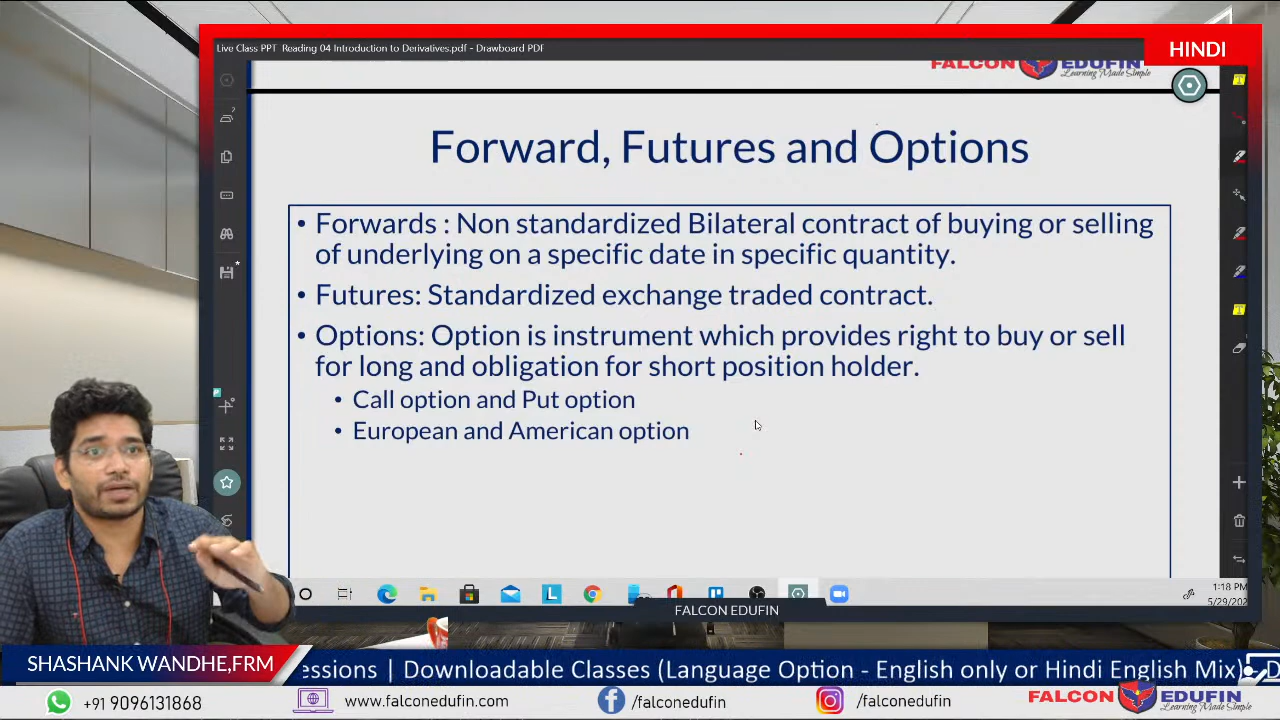 Live Class PPT Reading 04 Introduction to Derivatives.pdf - Drawboard PDF
HINDI
FALCON EDUFIN
Learning Made Simple
Forward, Futures and Options
• Forwards : Non standardized Bilateral contract of buying or selling
of underlying on a specific date in specific quantity.
• Futures: Standardized exchange traded contract.
• Options: Option is instrument which provides right to buy or sell
for long and obligation for short position holder.
• Call option and Put option
• European and American option
1:18 PM
5/29/202
FALCON EDUFIN
SHASHANK WANDHE,FRM
essions | Downloadable Classes (Language Option - English only or Hindi English Mix)
+91 9096131868
www.falconedufin.com
/falconedufin
/falconedufin
FALCON EDUFIN
Learning Made Simple